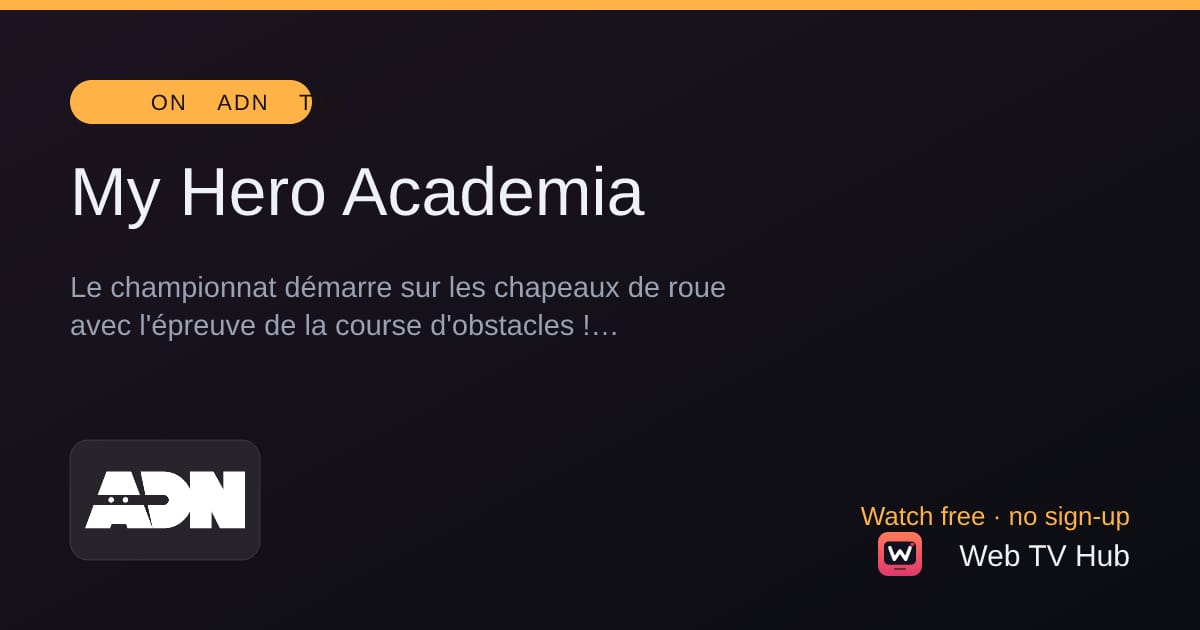 ON ADN
My Hero Academia
Le championnat démarre sur les chapeaux de roue
avec l'épreuve de la course d'obstacles !…
ADN
Watch free · no sign-up
W
Web TV Hub